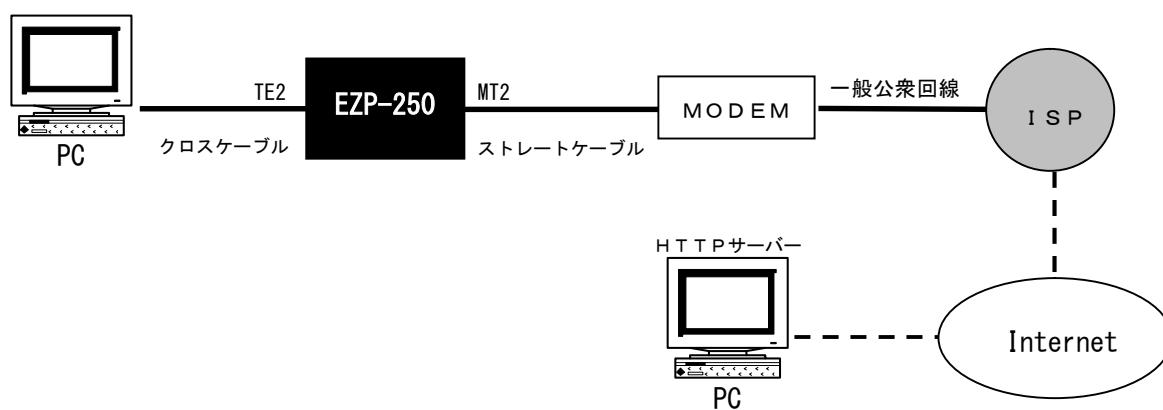 TE2
EZP-250
MT2
MODEM
一般公衆回線
ISP
クロスケーブル
ストレートケーブル
PC
HTTPサーバー
Internet
PC